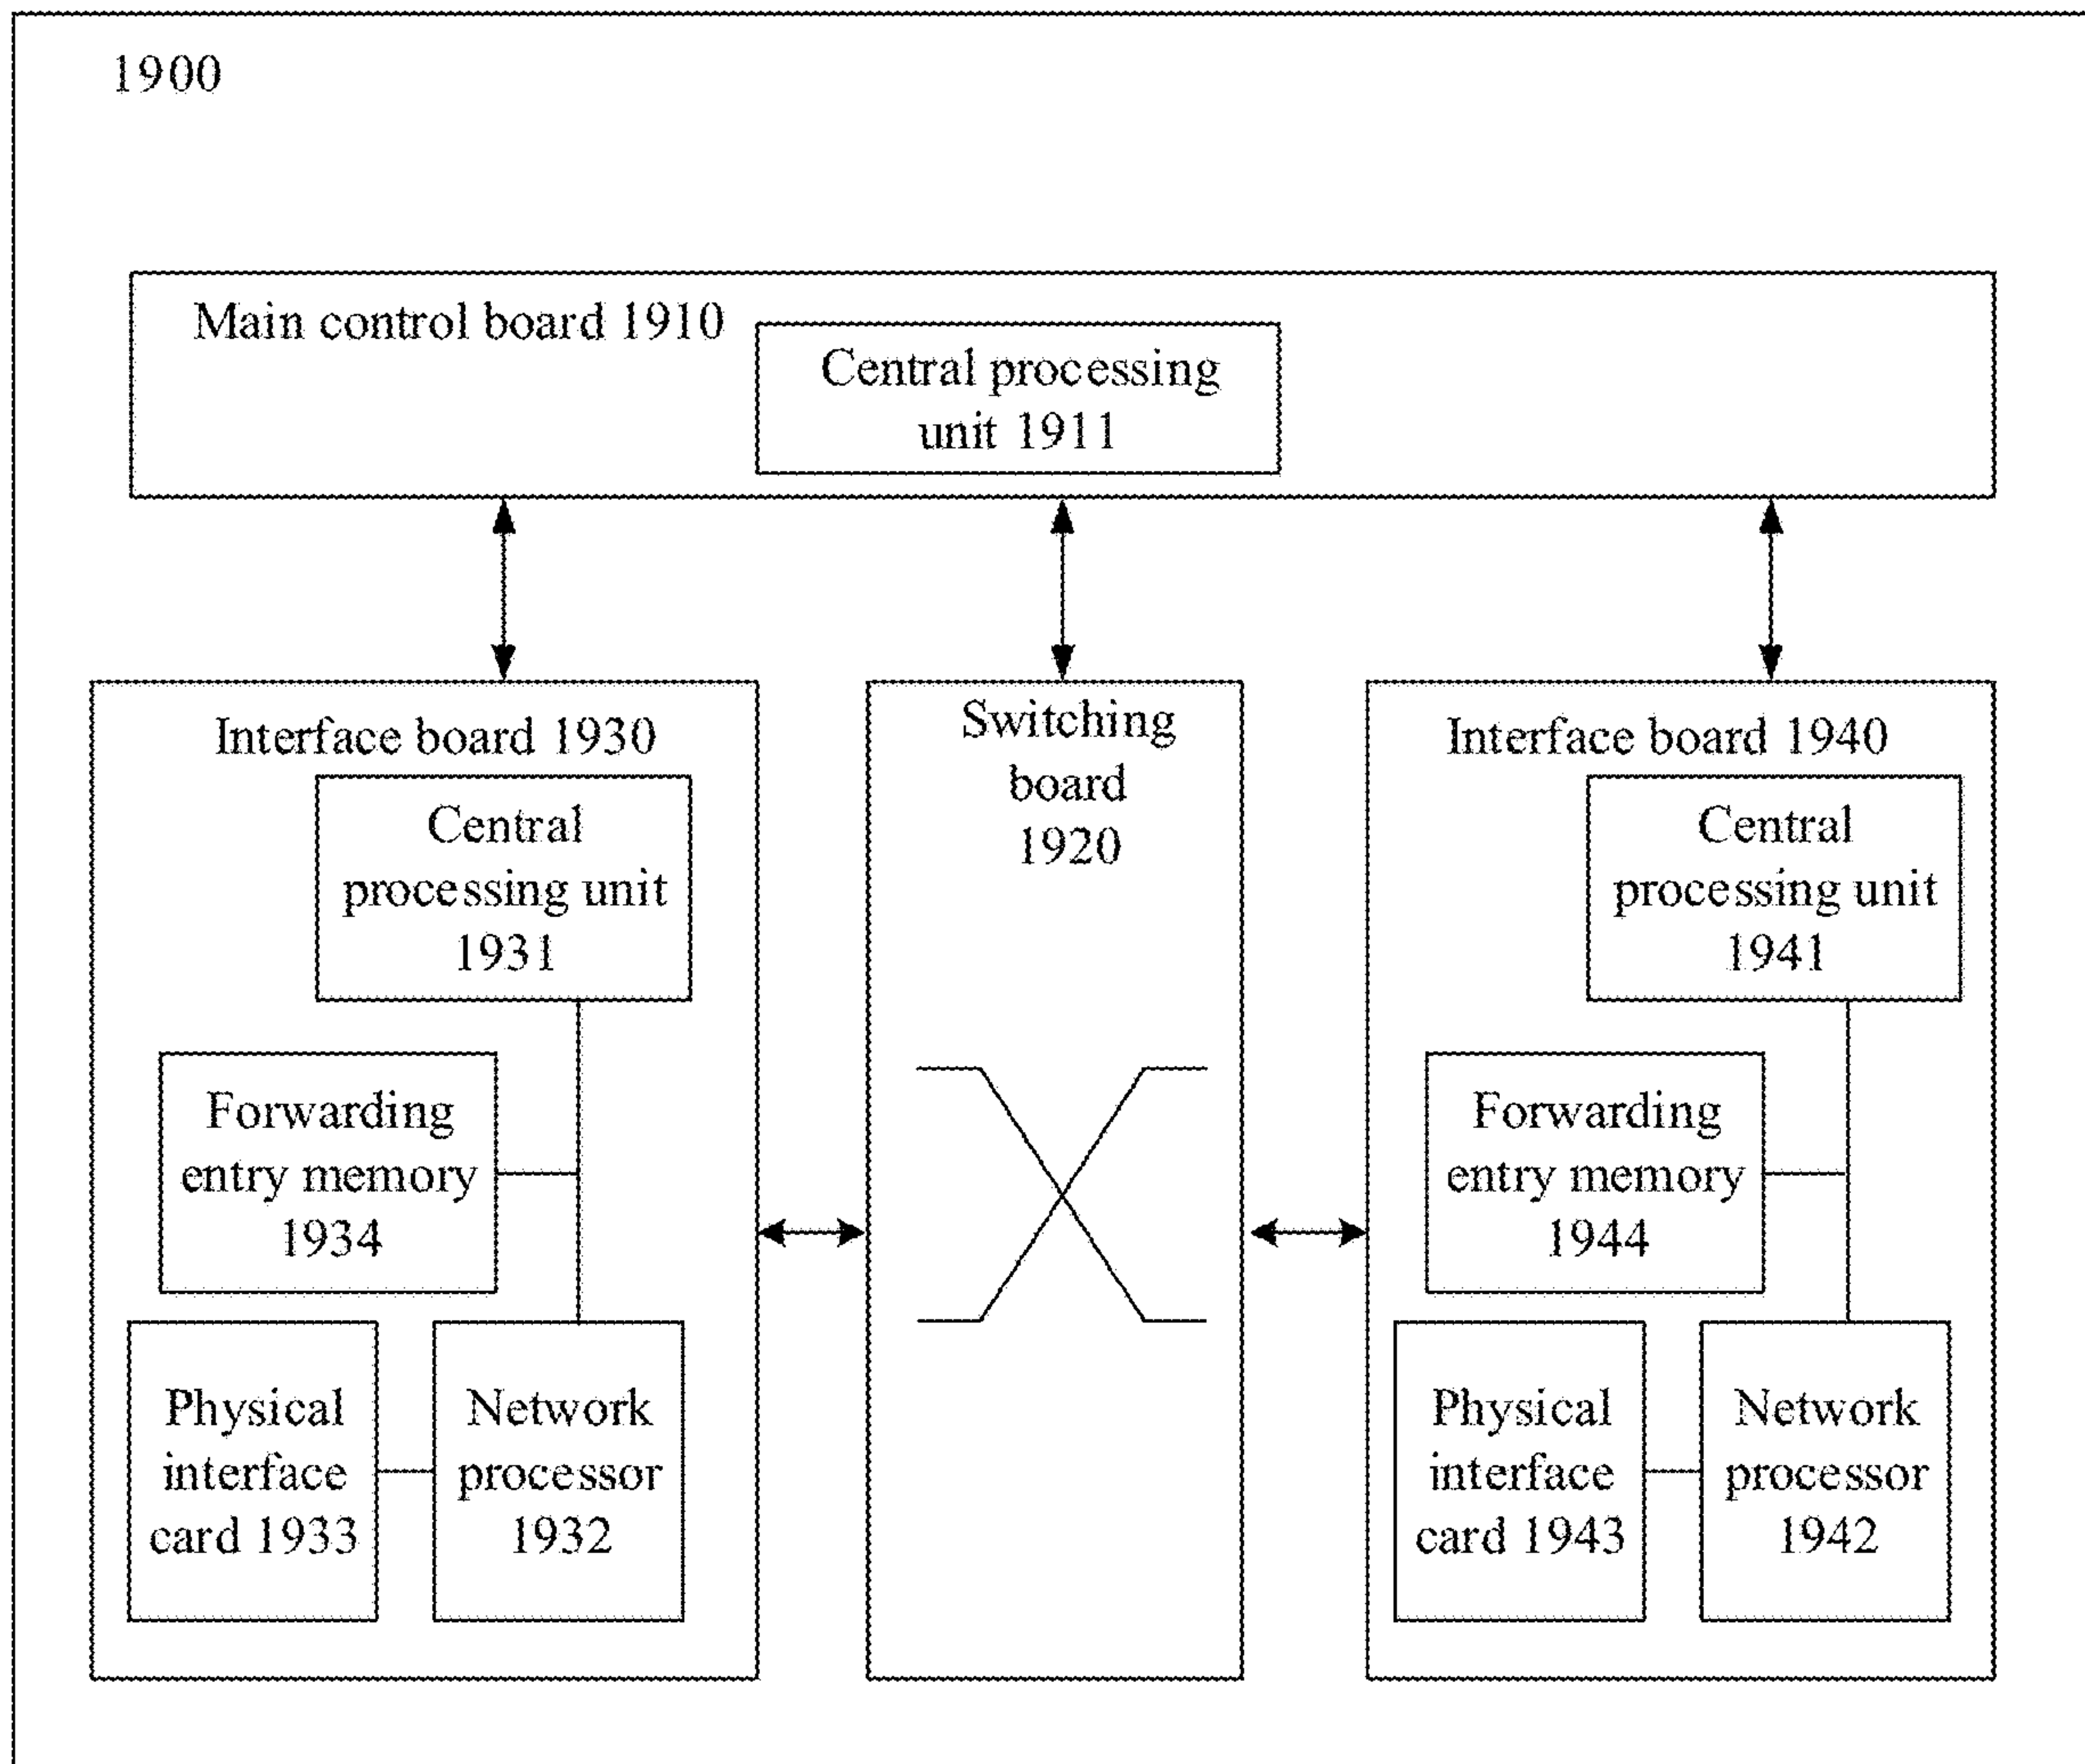 1900
Main control board 1910
Central processing
unit 1911
Interface board 1930
Central
processing unit
1931
Forwarding
entry memory
1934
Physical
interface
card 1933
Network
processor
1932
Switching
board
1920
Interface board 1940
Central
processing unit
1941
Forwarding
entry memory
1944
Physical
interface
card 1943
Network
processor
1942